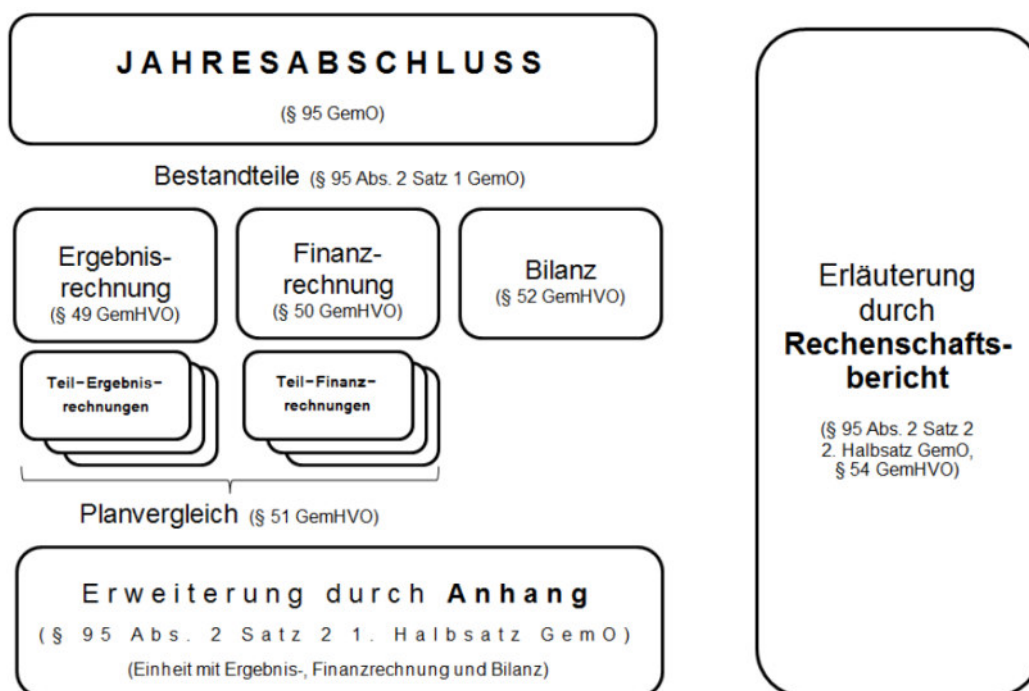 JAHRESABSCHLUSS
(§ 95 GemO)
Bestandteile (§ 95 Abs. 2 Satz 1 GemO)
Ergebnis-
rechnung
(§ 49 GemHVO)
Finanz-
rechnung
(§ 50 GemHVO)
Bilanz
(§ 52 GemHVO)
Teil-Ergebnis-
rechnungen
Teil-Finanz-
rechnungen
Planvergleich (§ 51 GemHVO)
Erweiterung durch Anhang
(§ 95 Abs. 2 Satz 2 1. Halbsatz GemO)
(Einheit mit Ergebnis-, Finanzrechnung und Bilanz)
Erläuterung
durch
Rechenschafts-
bericht
(§ 95 Abs. 2 Satz 2
2. Halbsatz GemO,
§ 54 GemHVO)